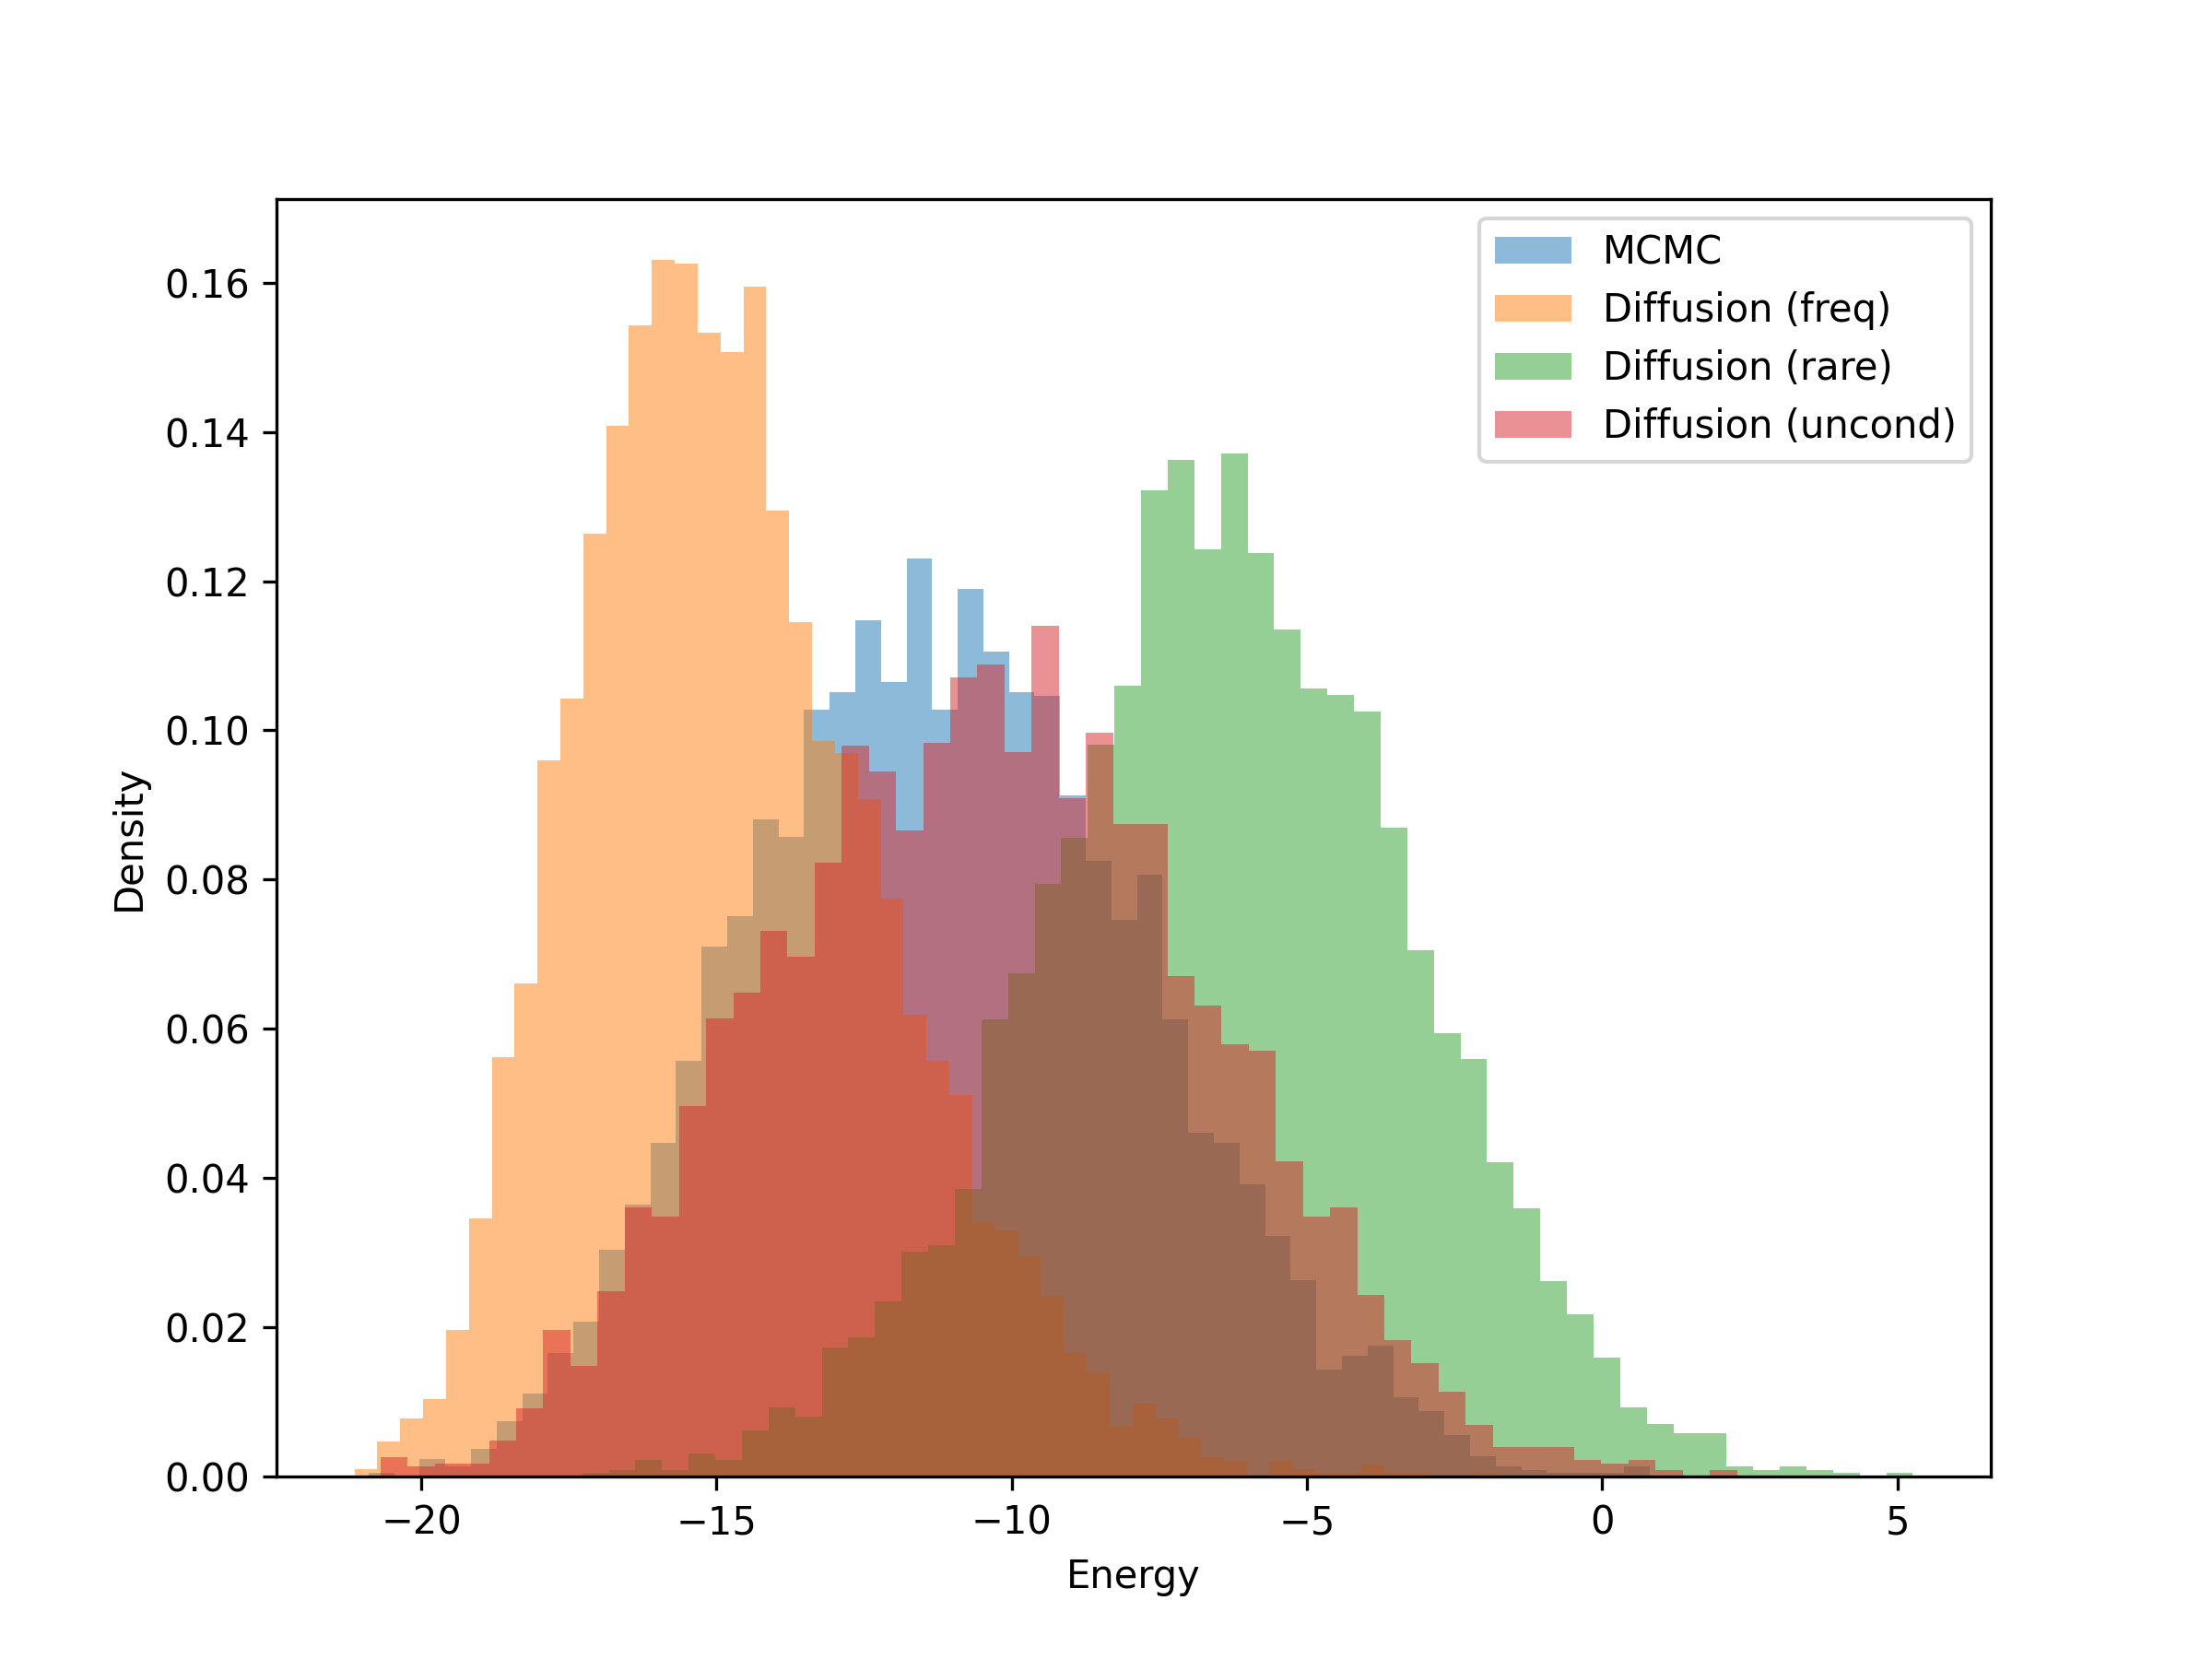 MCMC
Diffusion (freq)
Diffusion (rare)
Diffusion (uncond)
0.16
0.14
0.12
0.10
0.08
0.06
0.04
0.02
0.00
Density
−20
−15
−10
−5
0
5
Energy